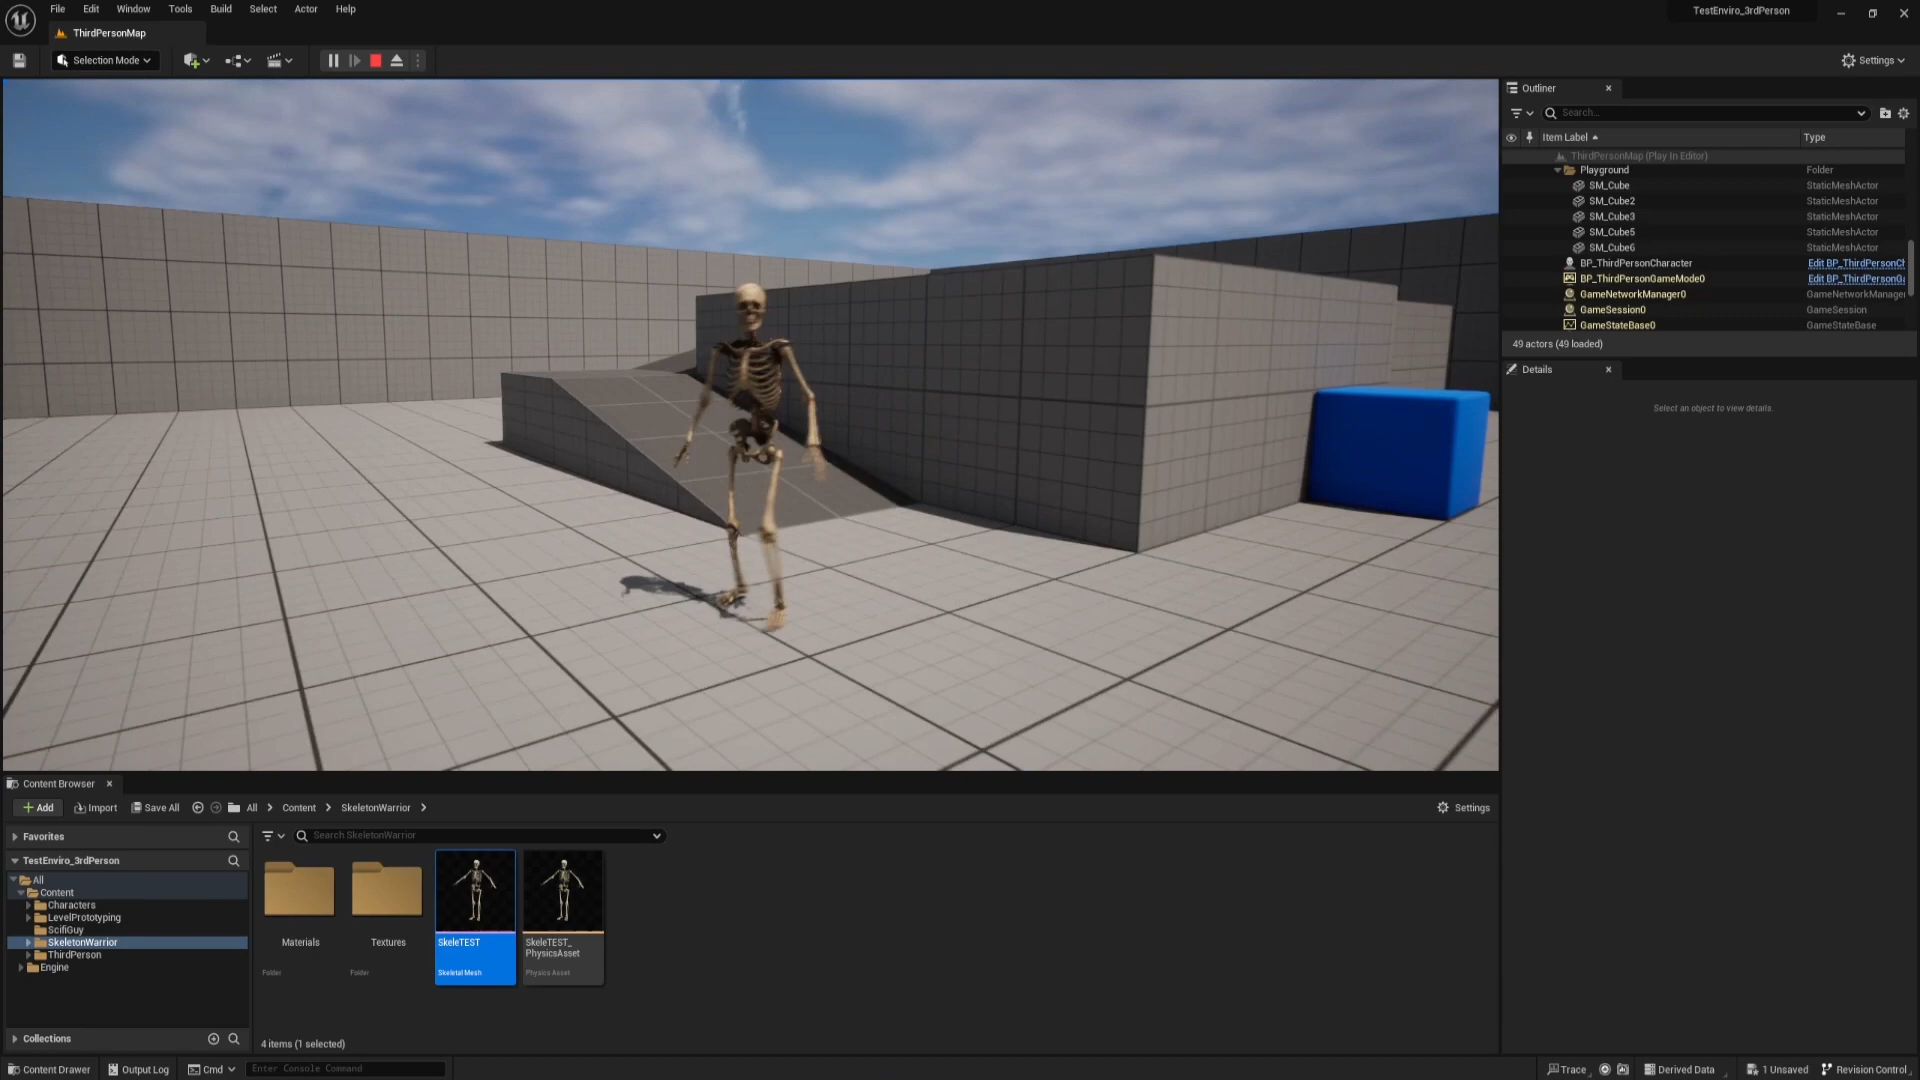 File Edit Window Tools Build Select Actor Help
TestEnviro_3rdPerson
ThirdPersonMap
Selection Mode
Settings
Outliner
Search...
Item Label Type
ThirdPersonMap (Play In Editor)
Playground Folder
SM_Cube StaticMeshActor
SM_Cube2 StaticMeshActor
SM_Cube3 StaticMeshActor
SM_Cube5 StaticMeshActor
SM_Cube6 StaticMeshActor
BP_ThirdPersonCharacter Edit BP_ThirdPersonCh
BP_ThirdPersonGameMode0 Edit BP_ThirdPersonGa
GameNetworkManager0 GameNetworkManager
GameSession0 GameSession
GameStateBase0 GameStateBase
49 actors (49 loaded)
Details
Select an object to view details.
Content Browser
Add Import Save All All Content SkeletonWarrior Settings
Favorites
Search SkeletonWarrior
TestEnviro_3rdPerson
All
Content
Characters
LevelPrototyping
ScifiGuy
SkeletonWarrior
ThirdPerson
Engine
Materials
Folder
Textures
Folder
SkeleTEST
Skeletal Mesh
SkeleTEST_
PhysicsAsset
Physics Asset
Collections
4 items (1 selected)
Content Drawer Output Log Cmd Enter Console Command Trace Derived Data 1 Unsaved Revision Control